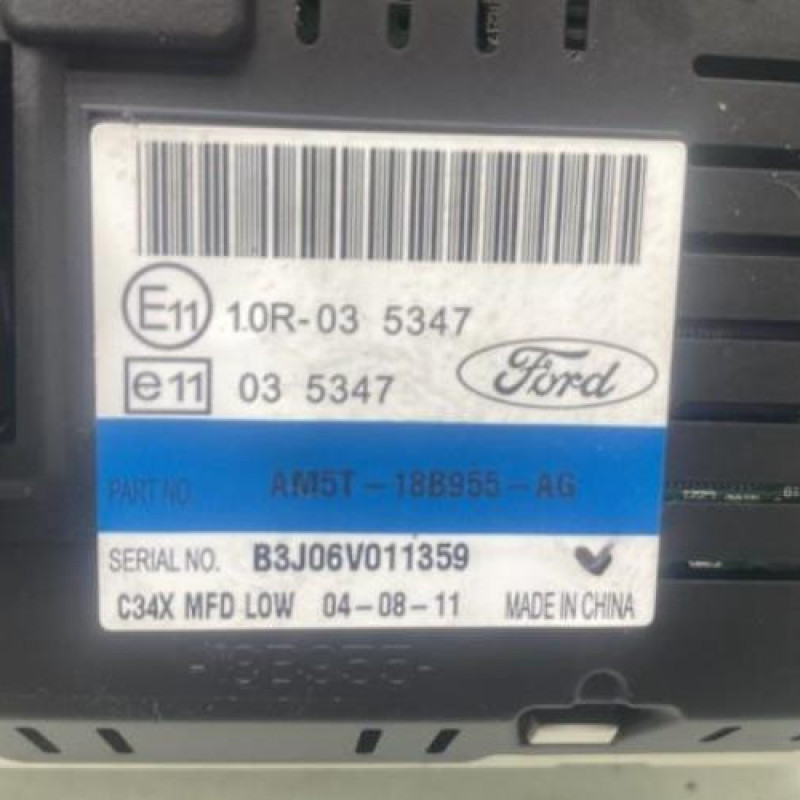 E11 10R-03 5347
e11 03 5347
Ford
PART NO AM5T-18B955-AG
SERIAL NO. B3J06V011359
C34X MFD LOW 04-08-11 MADE IN CHINA
-18B955-